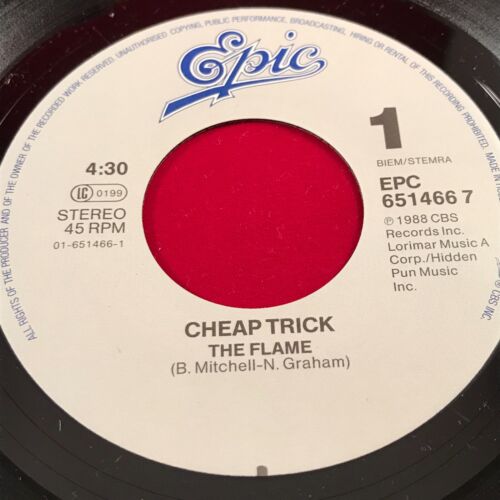 ALL RIGHTS OF THE PRODUCER AND OF THE OWNER OF THE RECORDED WORK RESERVED. UNAUTHORISED COPYING, PUBLIC PERFORMANCE, BROADCASTING, HIRING OR RENTAL OF THIS RECORD PROHIBITED. MADE IN
Epic
1
BIEM/STEMRA
4:30
LC 0199
STEREO
45 RPM
01-651466-1
EPC
651466 7
℗ 1988 CBS
Records Inc.
Lorimar Music A
Corp./Hidden
Pun Music
Inc.
CBS INC.
CHEAP TRICK
THE FLAME
(B. Mitchell-N. Graham)